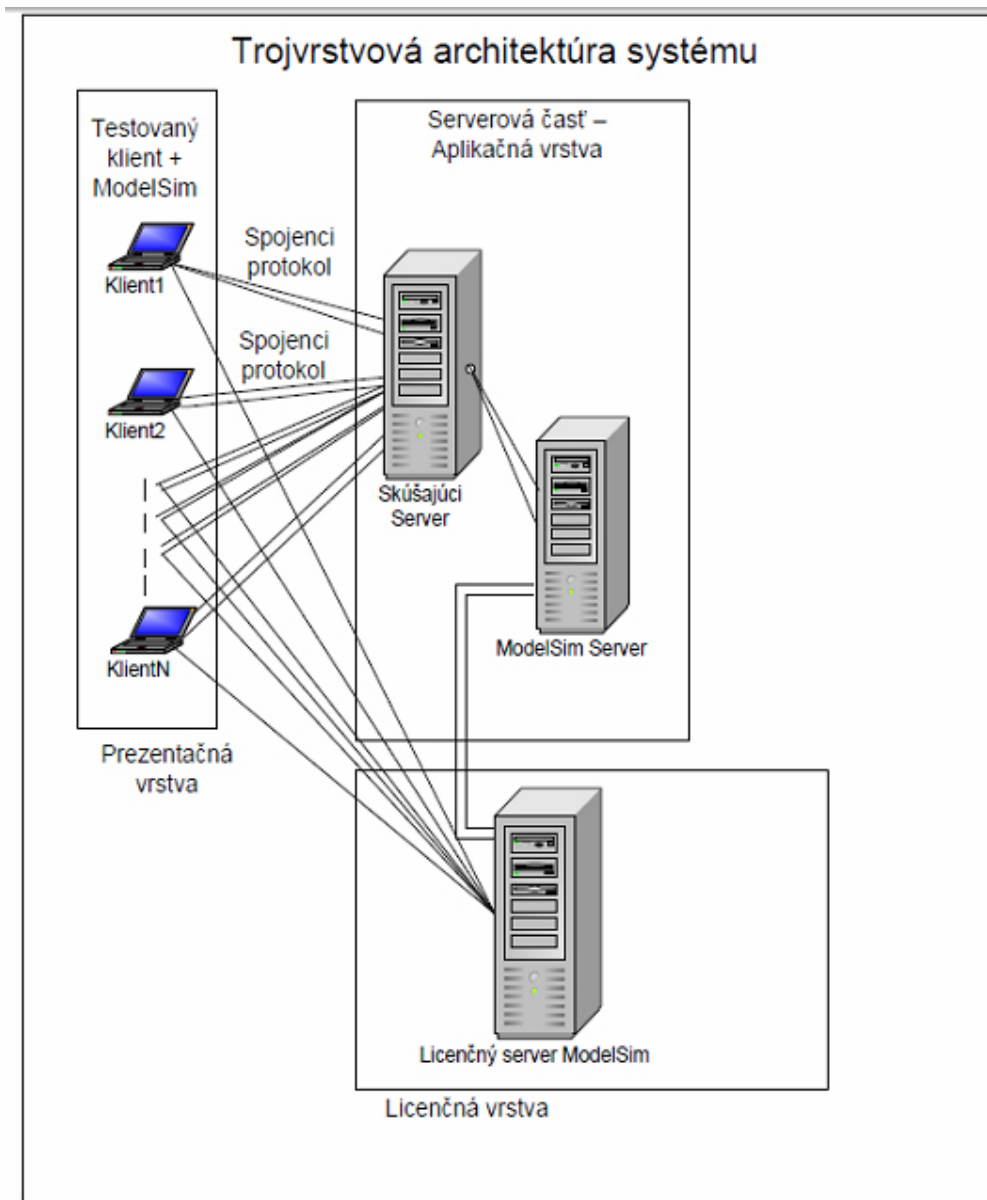 Trojvrstvová architektúra systému
Testovaný
klient +
ModelSim
Klient1
Klient2
KlientN
Prezentačná
vrstva
Spojenci
protokol
Spojenci
protokol
Serverová časť –
Aplikačná vrstva
Skúšajúci
Server
ModelSim Server
Licenčný server ModelSim
Licenčná vrstva